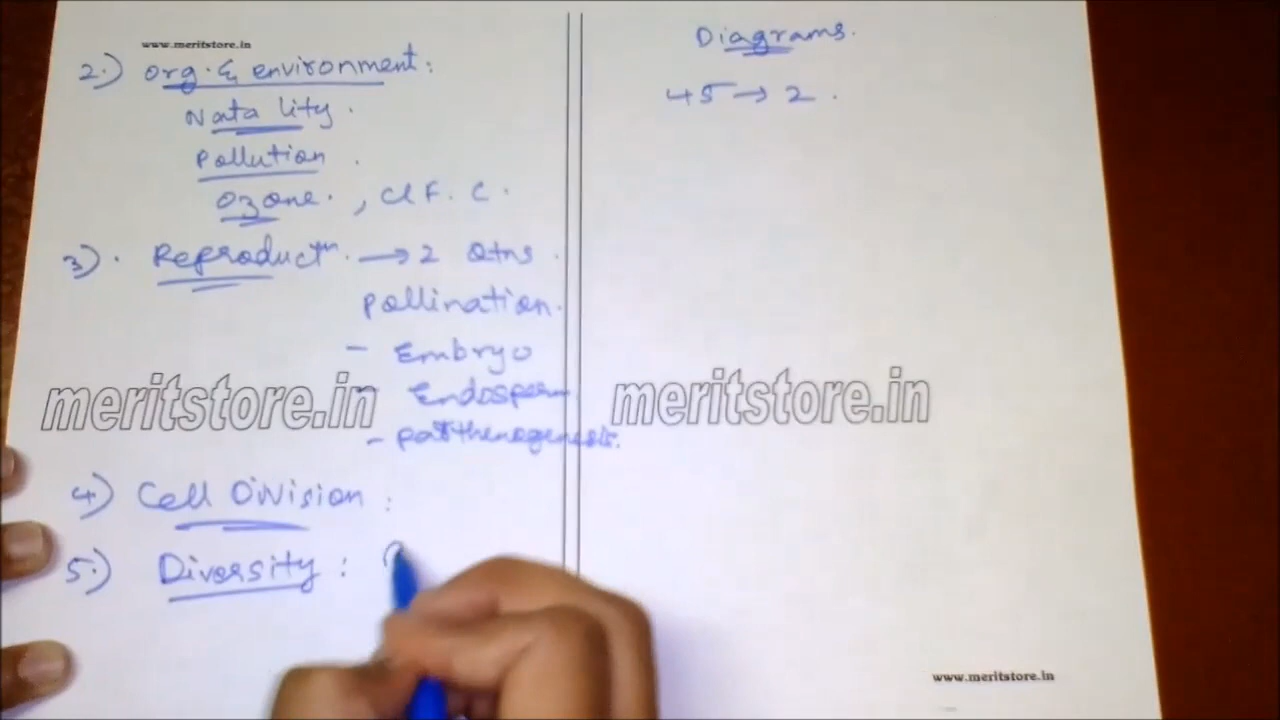 www.meritstore.in
2.) Org. & environment:
Natality.
Pollution.
Ozone. , Cl F. C.
3). Reproductn. → 2 Qtns.
Pollination.
- Embryo
Endosperm
- parthenogenesis.
4) Cell Division:
5.) Diversity:
meritstore.in
Diagrams.
45 → 2.
meritstore.in
www.meritstore.in